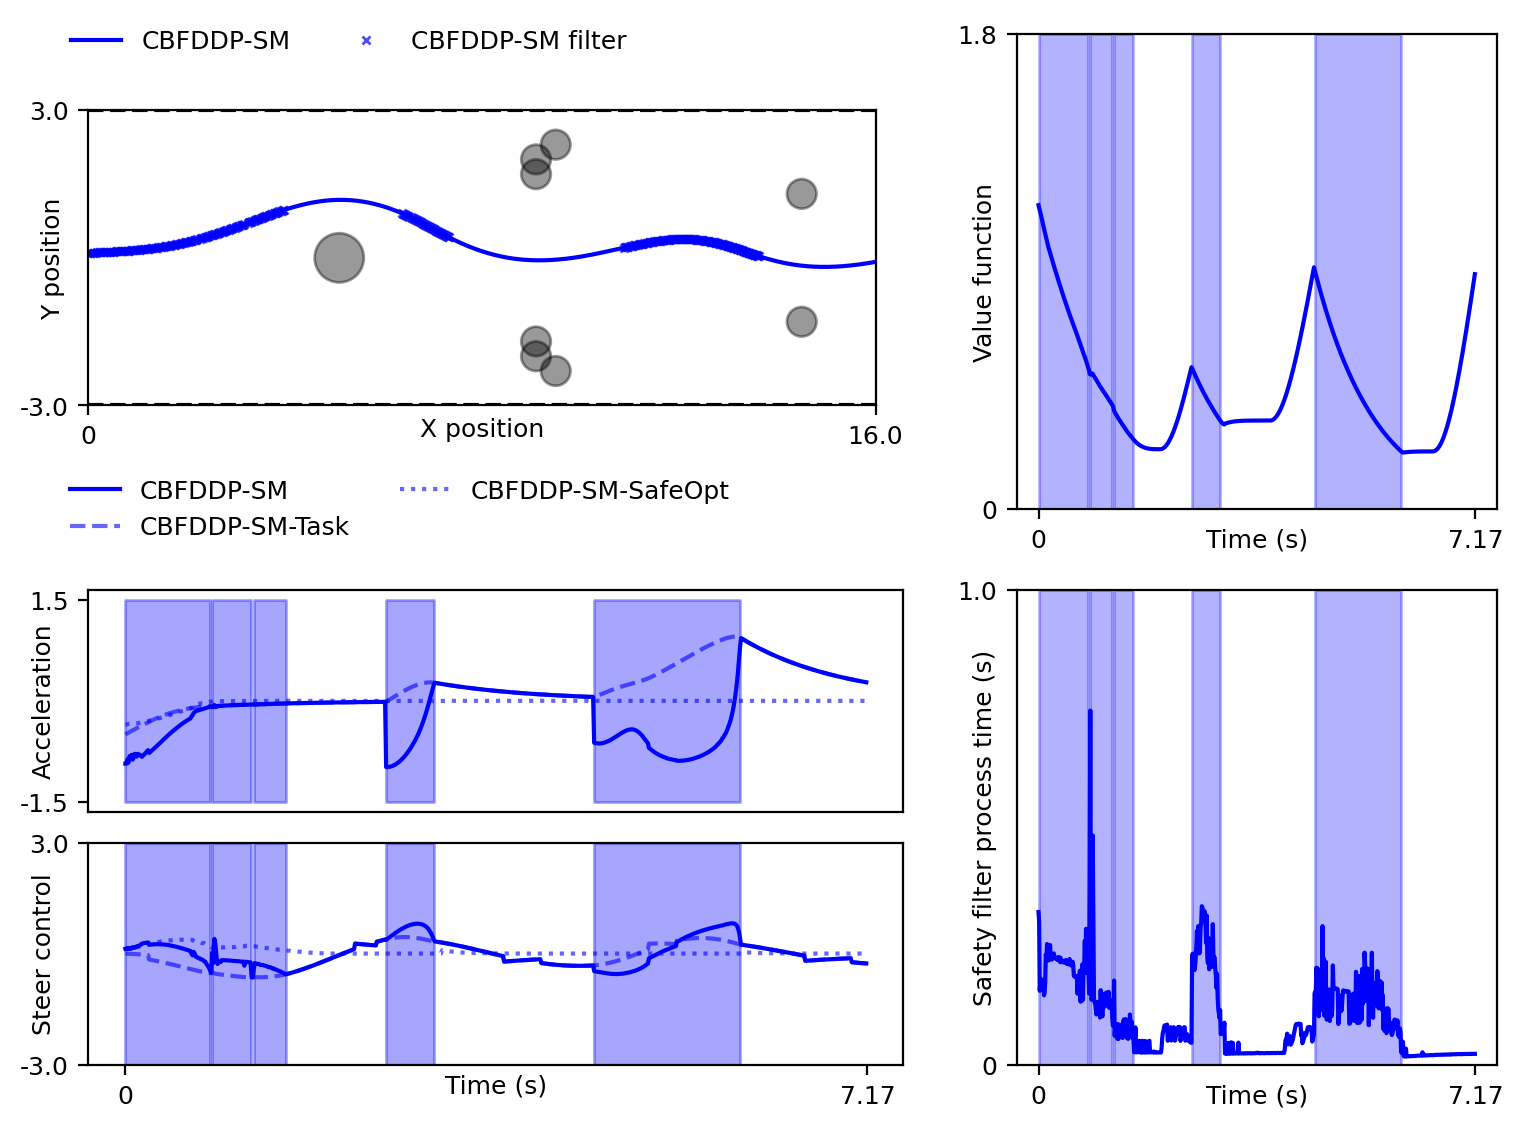 CBFDDP-SM
CBFDDP-SM filter
3.0
Y position
-3.0
0
X position
16.0
CBFDDP-SM
CBFDDP-SM-SafeOpt
CBFDDP-SM-Task
1.5
Acceleration
-1.5
3.0
Steer control
-3.0
0
Time (s)
7.17
1.8
Value function
0
0
Time (s)
7.17
1.0
Safety filter process time (s)
0
0
Time (s)
7.17